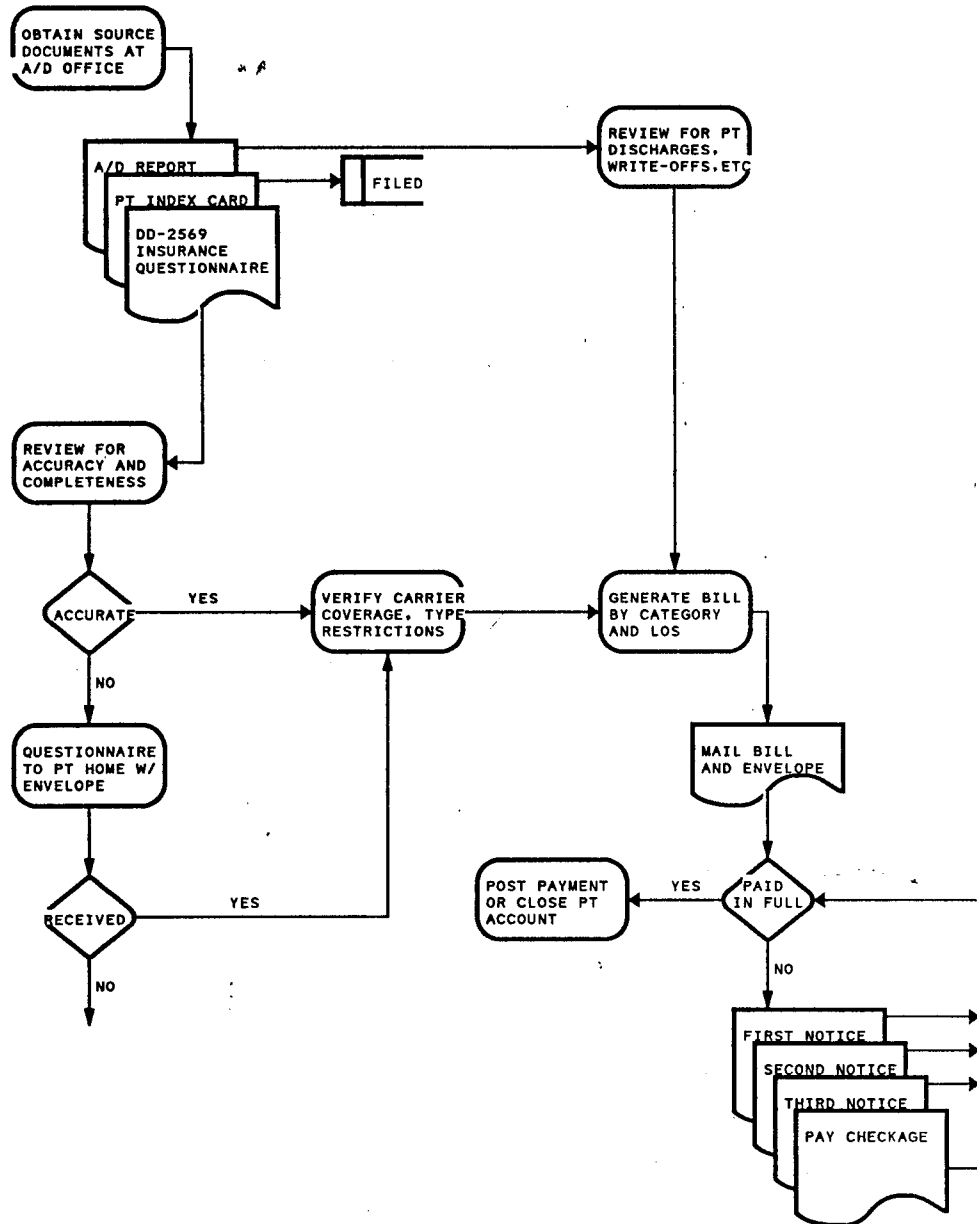 OBTAIN SOURCE
DOCUMENTS AT
A/D OFFICE
A/D REPORT
PT INDEX CARD
DD-2569
INSURANCE
QUESTIONNAIRE
FILED
REVIEW FOR PT
DISCHARGES,
WRITE-OFFS,ETC
REVIEW FOR
ACCURACY AND
COMPLETENESS
ACCURATE
YES
NO
VERIFY CARRIER
COVERAGE, TYPE
RESTRICTIONS
GENERATE BILL
BY CATEGORY
AND LOS
QUESTIONNAIRE
TO PT HOME W/
ENVELOPE
MAIL BILL
AND ENVELOPE
RECEIVED
YES
NO
POST PAYMENT
OR CLOSE PT
ACCOUNT
YES
PAID
IN FULL
NO
FIRST NOTICE
SECOND NOTICE
THIRD NOTICE
PAY CHECKAGE